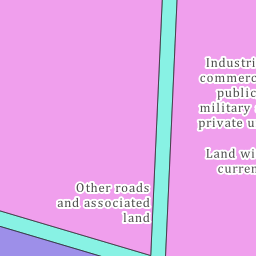 Industri
commerc
public
military
private u
Land wi
curren
Other roads
and associated
land